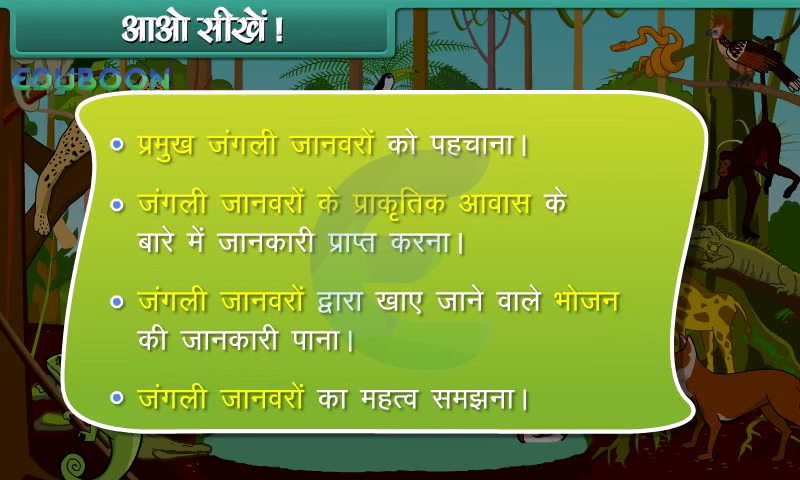 आओ सीखें!
EDUBOON
प्रमुख जंगली जानवरों को पहचाना।
जंगली जानवरों के प्राकृतिक आवास के
बारे में जानकारी प्राप्त करना।
जंगली जानवरों द्वारा खाए जाने वाले भोजन
की जानकारी पाना।
जंगली जानवरों का महत्व समझना।